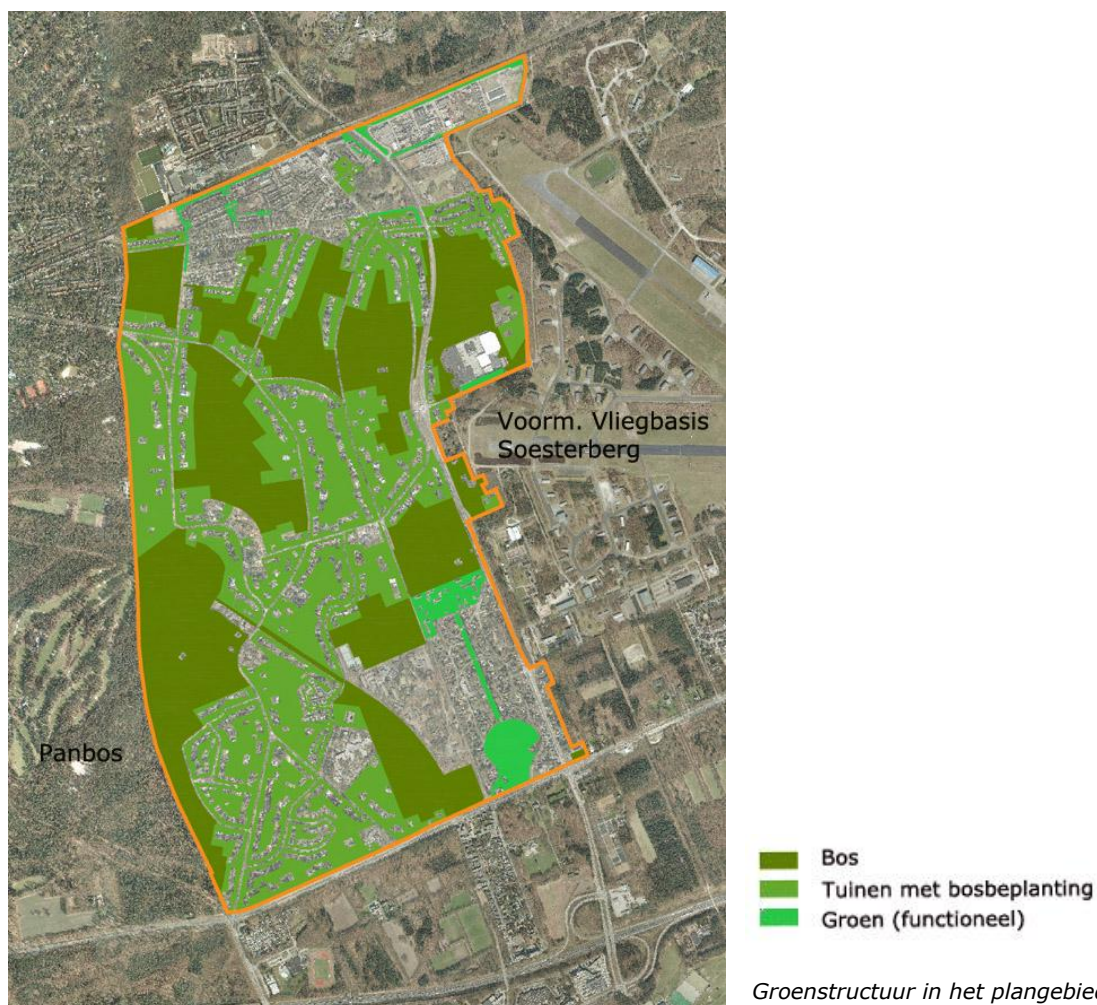 Voorm. Vliegbasis
Soesterberg
Panbos
Bos
Tuinen met bosbeplanting
Groen (functioneel)
Groenstructuur in het plangebied